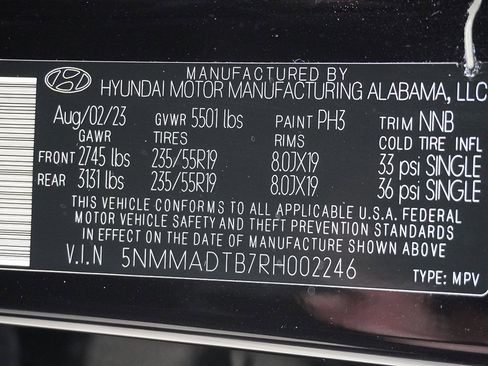 MANUFACTURED BY
HYUNDAI MOTOR MANUFACTURING ALABAMA, LLC
Aug/02/23 GVWR 5501 lbs PAINT PH3 TRIM NNB
GAWR TIRES RIMS COLD TIRE INFL
FRONT 2745 lbs 235/55R19 8.0JX19 33 psi SINGLE
REAR 3131 lbs 235/55R19 8.0JX19 36 psi SINGLE
THIS VEHICLE CONFORMS TO ALL APPLICABLE U.S.A. FEDERAL
MOTOR VEHICLE SAFETY AND THEFT PREVENTION STANDARDS
IN EFFECT ON THE DATE OF MANUFACTURE SHOWN ABOVE
V.I.N 5NMMADTB7RH002246 TYPE: MPV